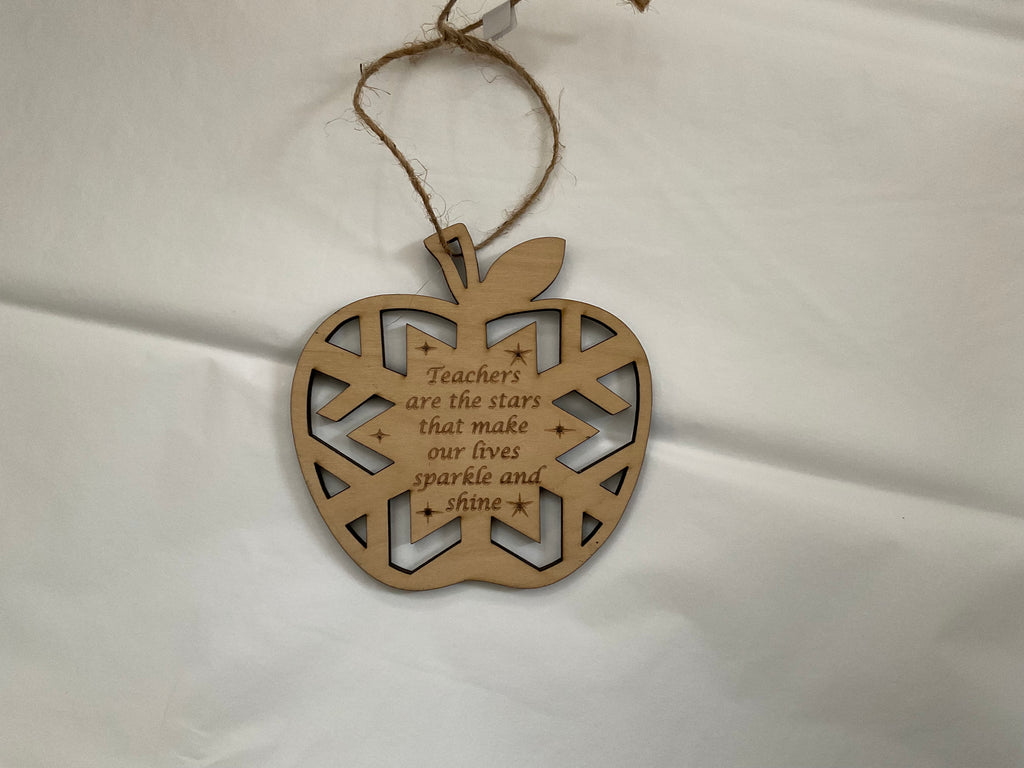 Teachers
are the stars
that make
our lives
sparkle and
shine